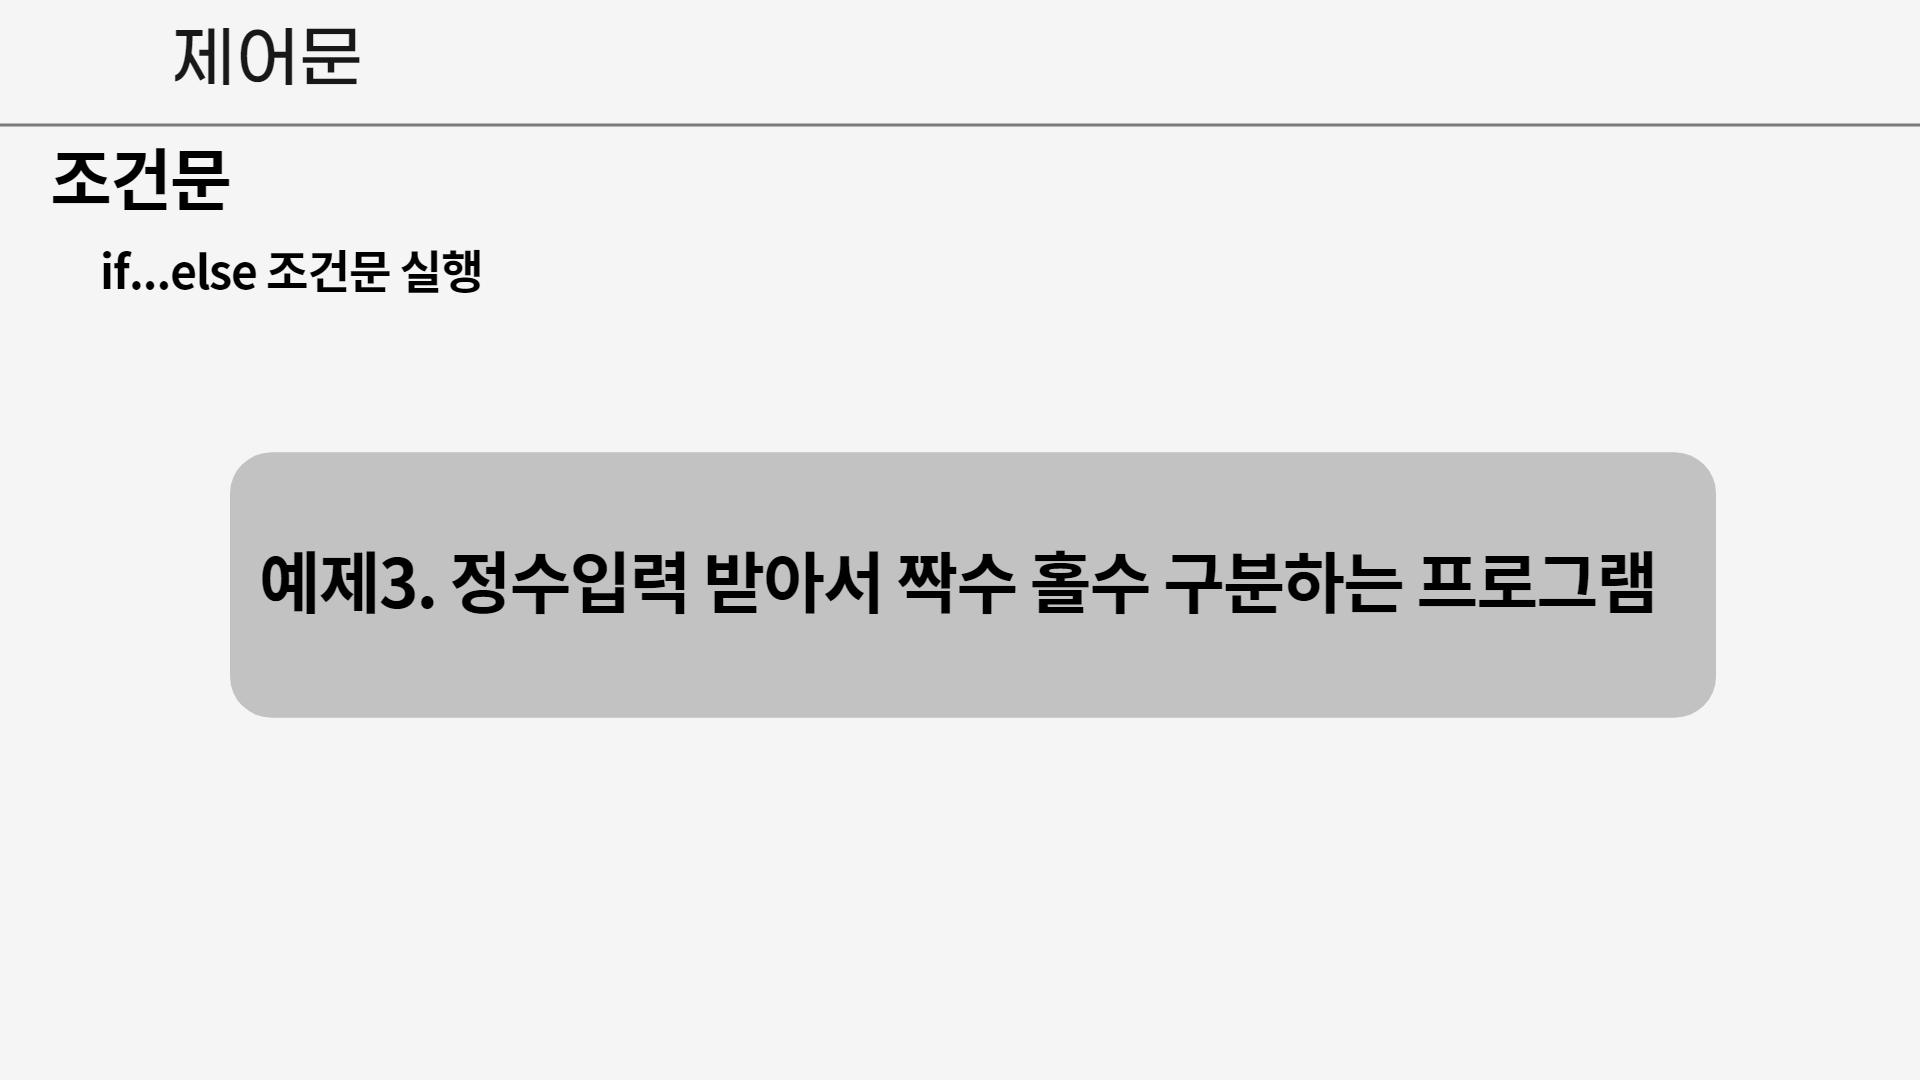 제어문
조건문
if...else 조건문 실행
예제3. 정수입력 받아서 짝수 홀수 구분하는 프로그램